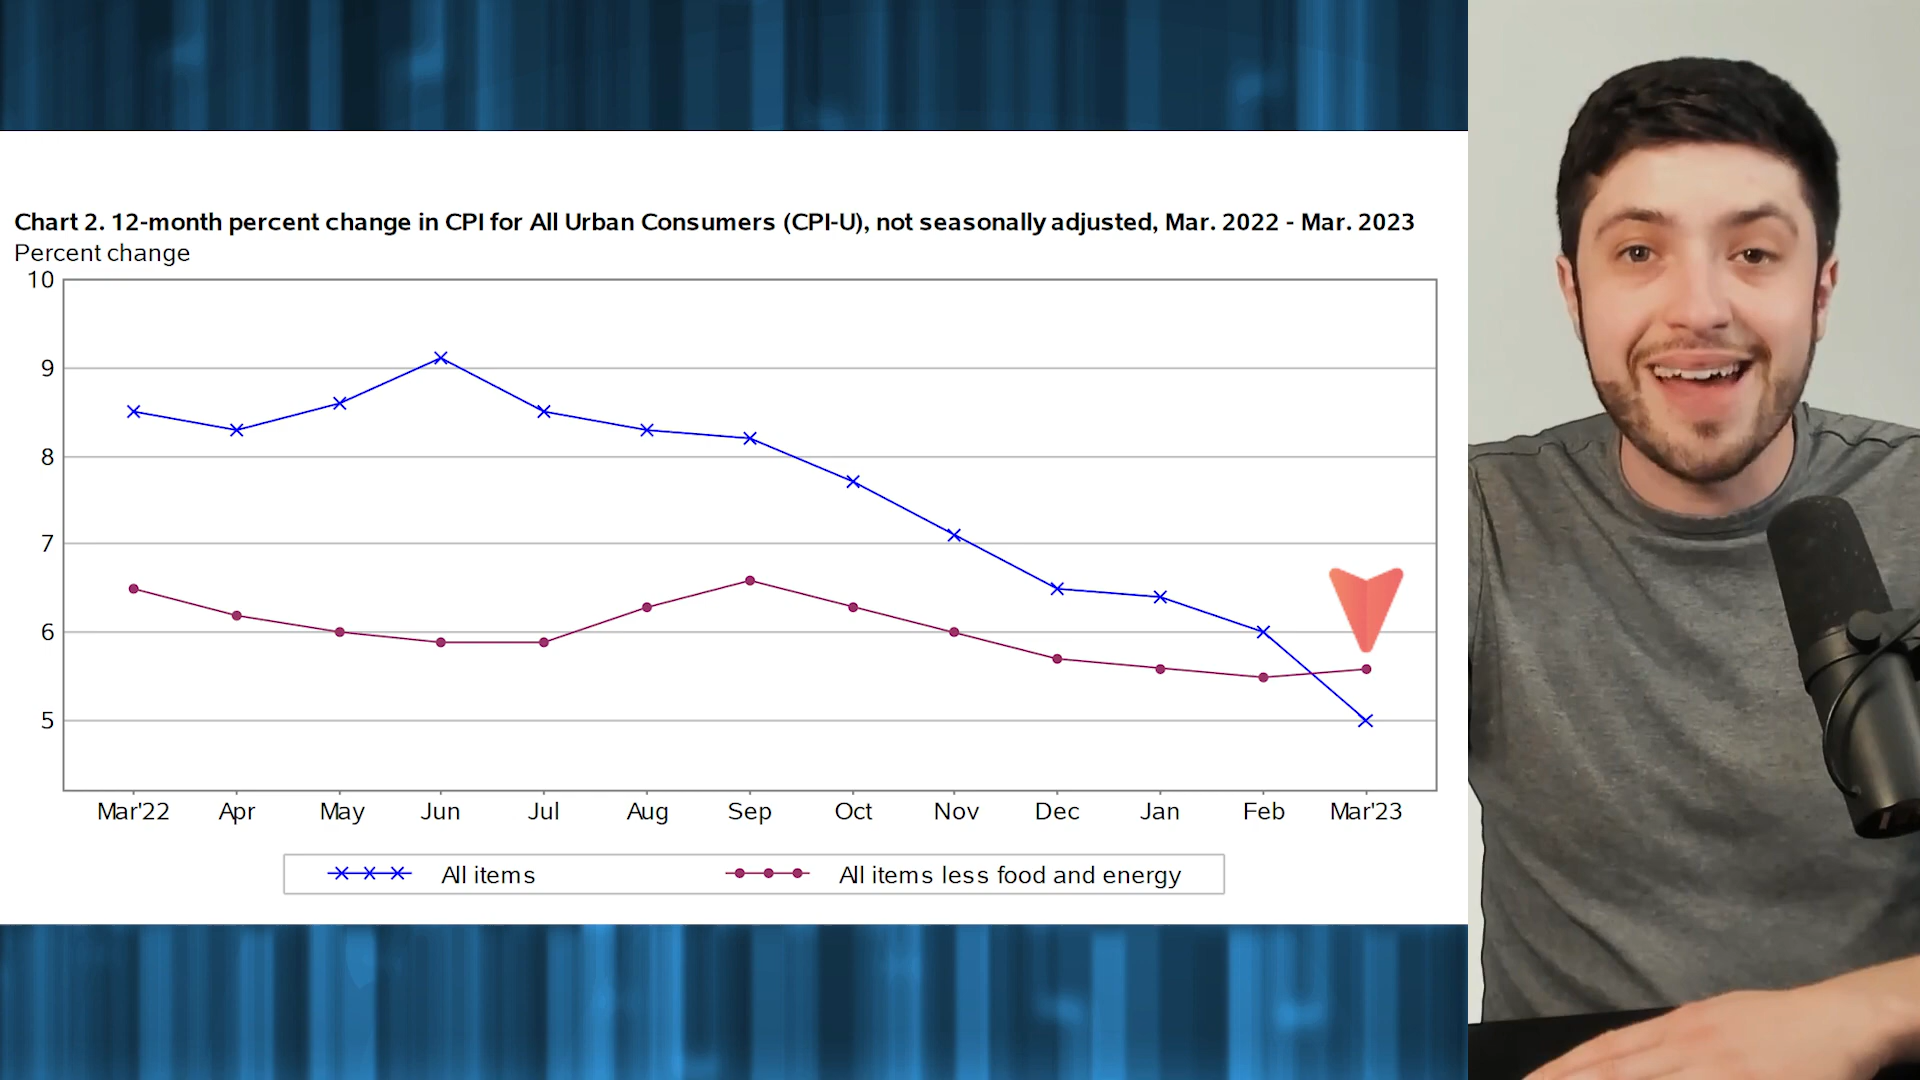 Chart 2. 12-month percent change in CPI for All Urban Consumers (CPI-U), not seasonally adjusted, Mar. 2022 - Mar. 2023
Percent change
10
9
8
7
6
5
Mar'22 Apr May Jun Jul Aug Sep Oct Nov Dec Jan Feb Mar'23
All items All items less food and energy